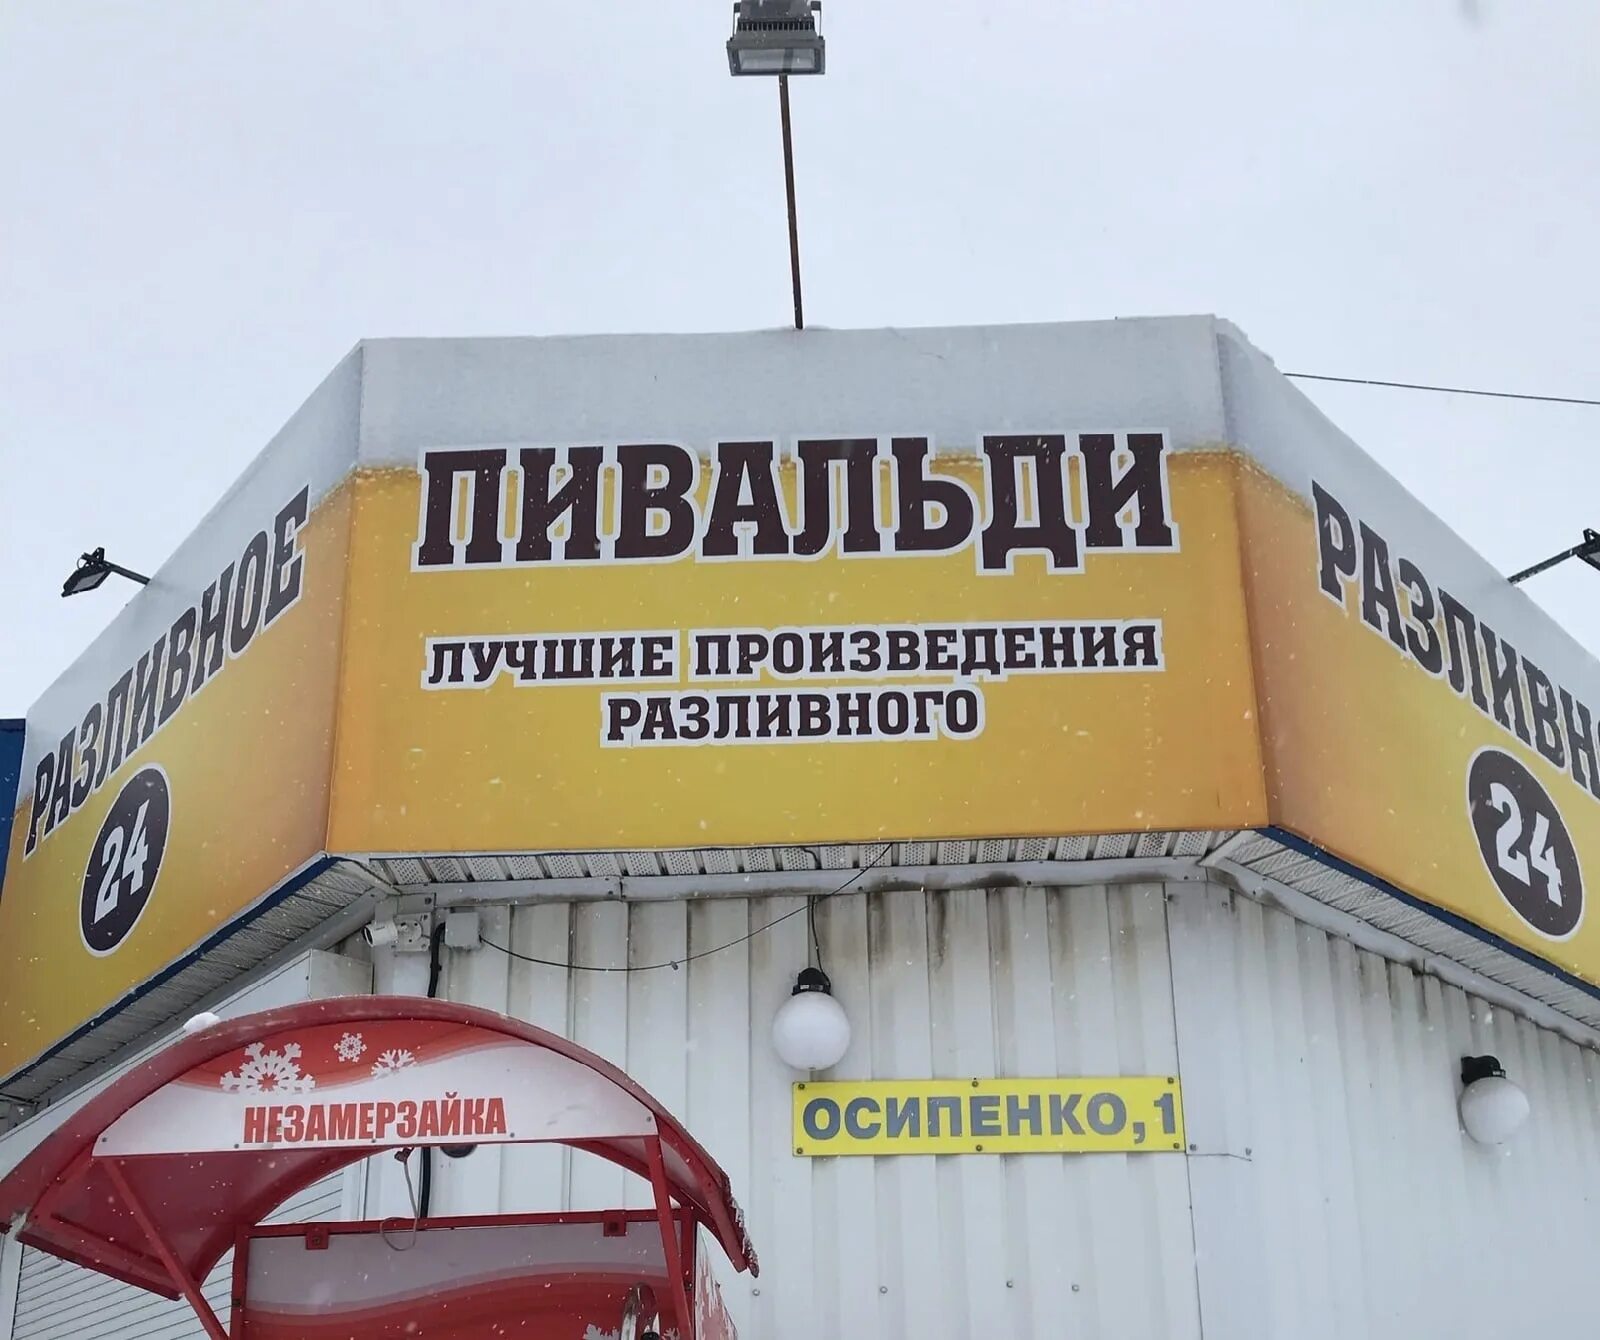 РАЗЛИВНОЕ
24
ПИВАЛЬДИ
ЛУЧШИЕ ПРОИЗВЕДЕНИЯ
РАЗЛИВНОГО
РАЗЛИВНО
24
НЕЗАМЕРЗАЙКА
ОСИПЕНКО, 1